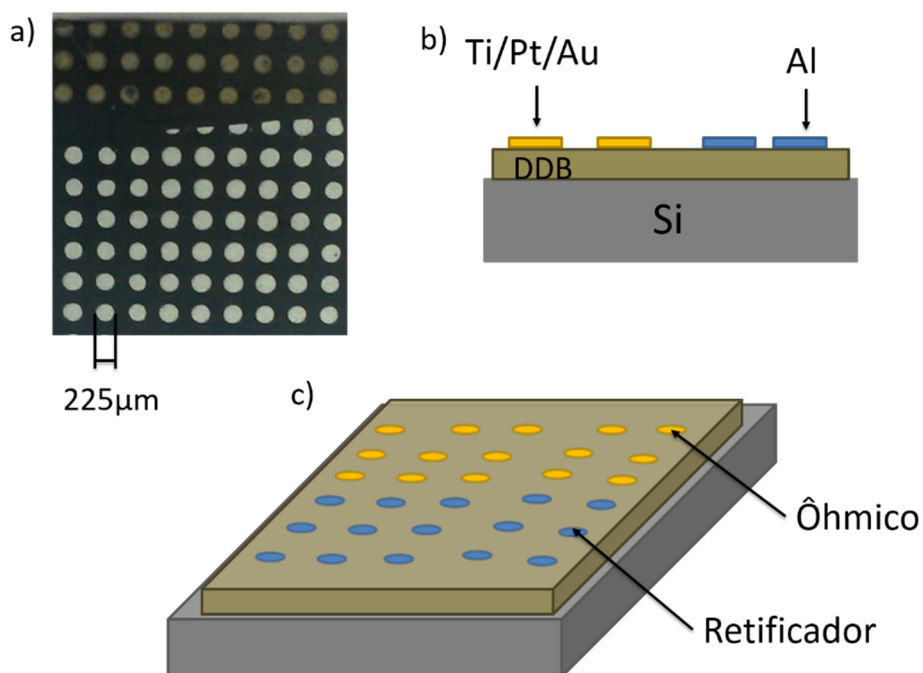 a)
225µm
b)
Ti/Pt/Au
Al
DDB
Si
c)
Ôhmico
Retificador